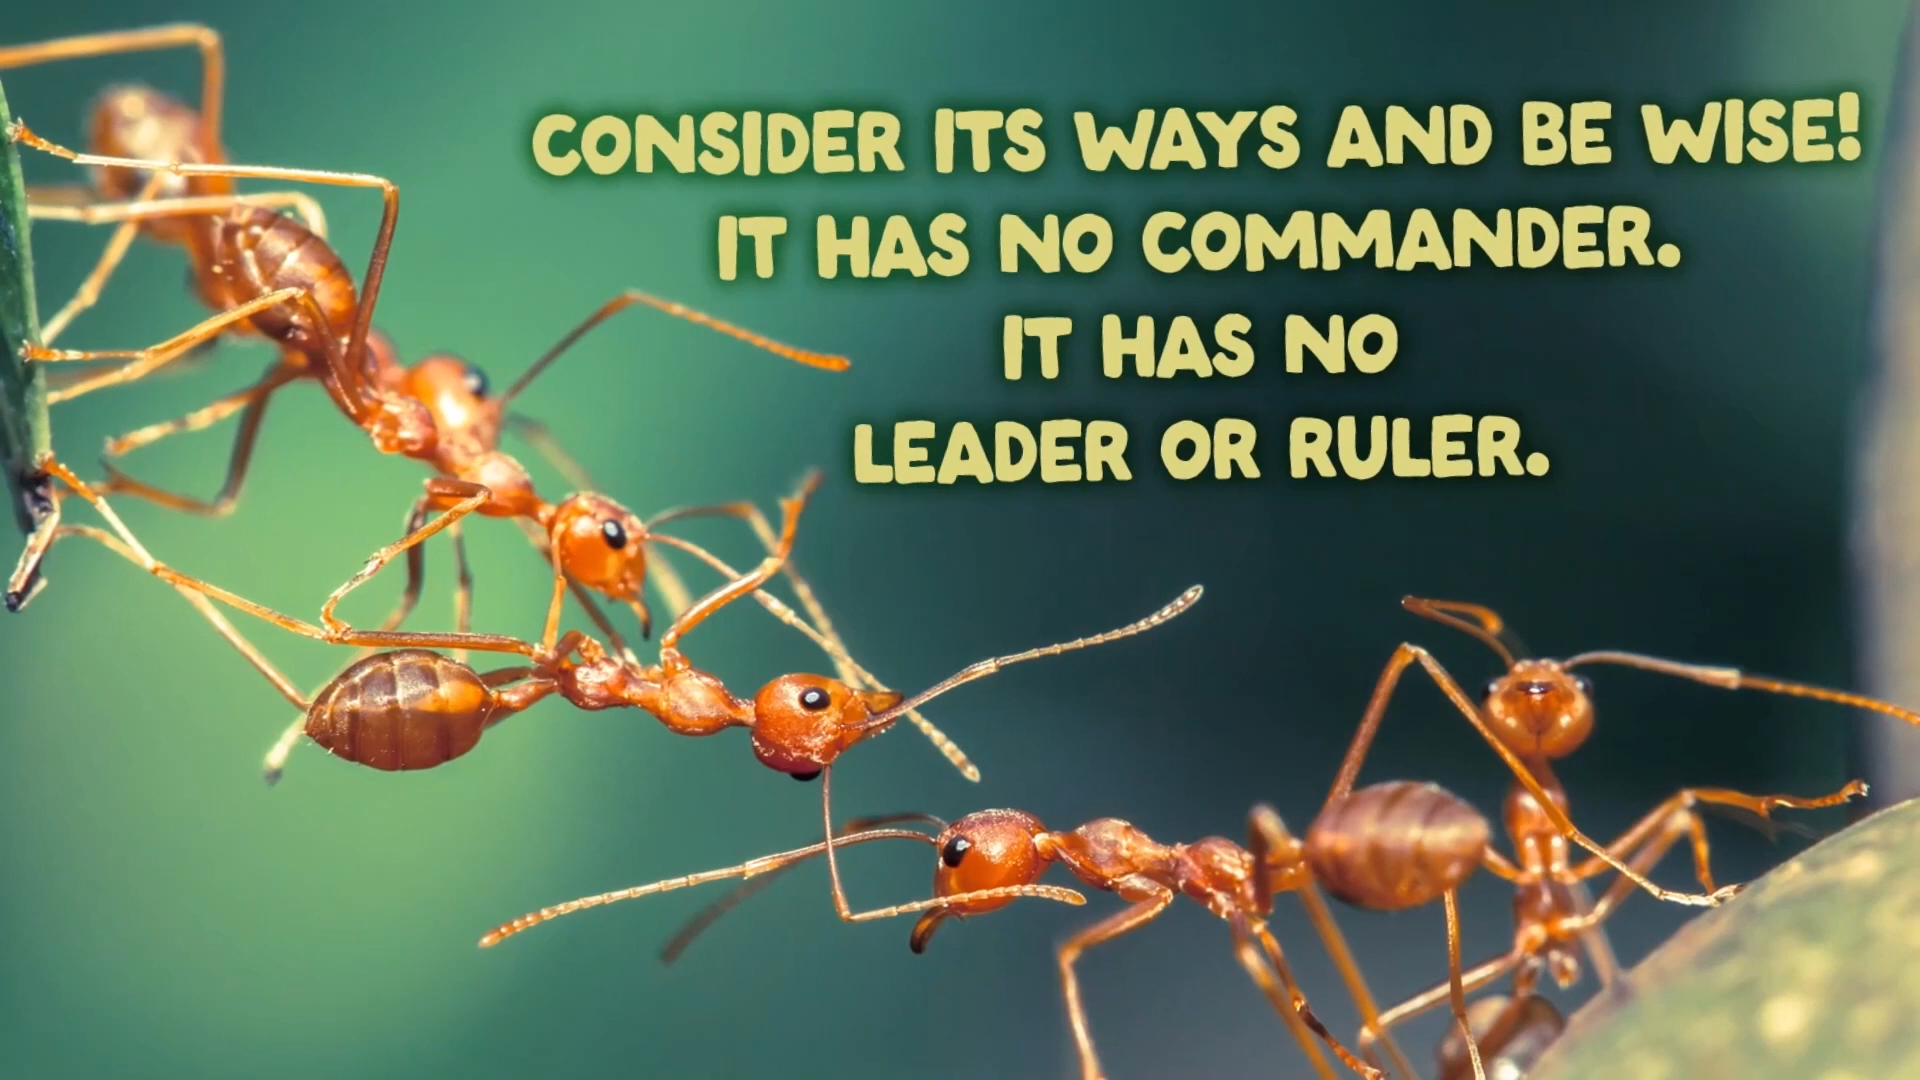 CONSIDER ITS WAYS AND BE WISE!
IT HAS NO COMMANDER.
IT HAS NO
LEADER OR RULER.